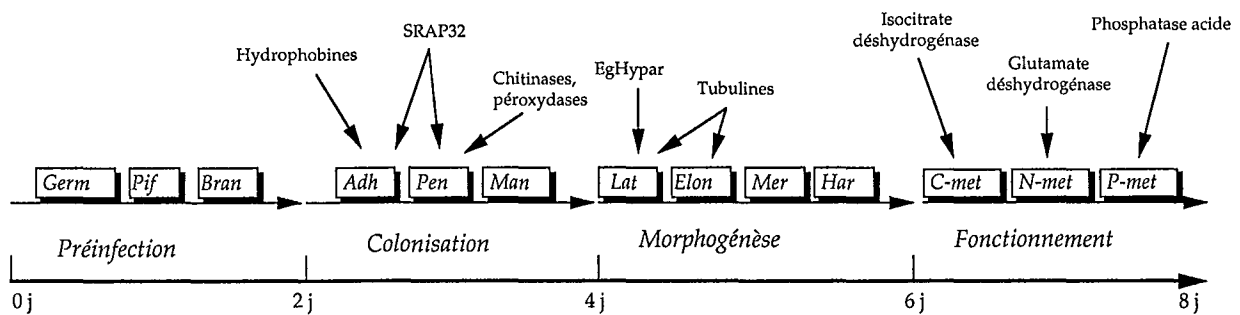 SRAP32
Hydrophobines
Chitinases,
péroxydases
EgHypar
Tubulines
Isocitrate
déshydrogénase
Glutamate
déshydrogénase
Phosphatase acide
Germ Pif Bran Adh Pen Man Lat Elon Mer Har C-met N-met P-met
Préinfection Colonisation Morphogénèse Fonctionnement
0 j 2 j 4 j 6 j 8 j